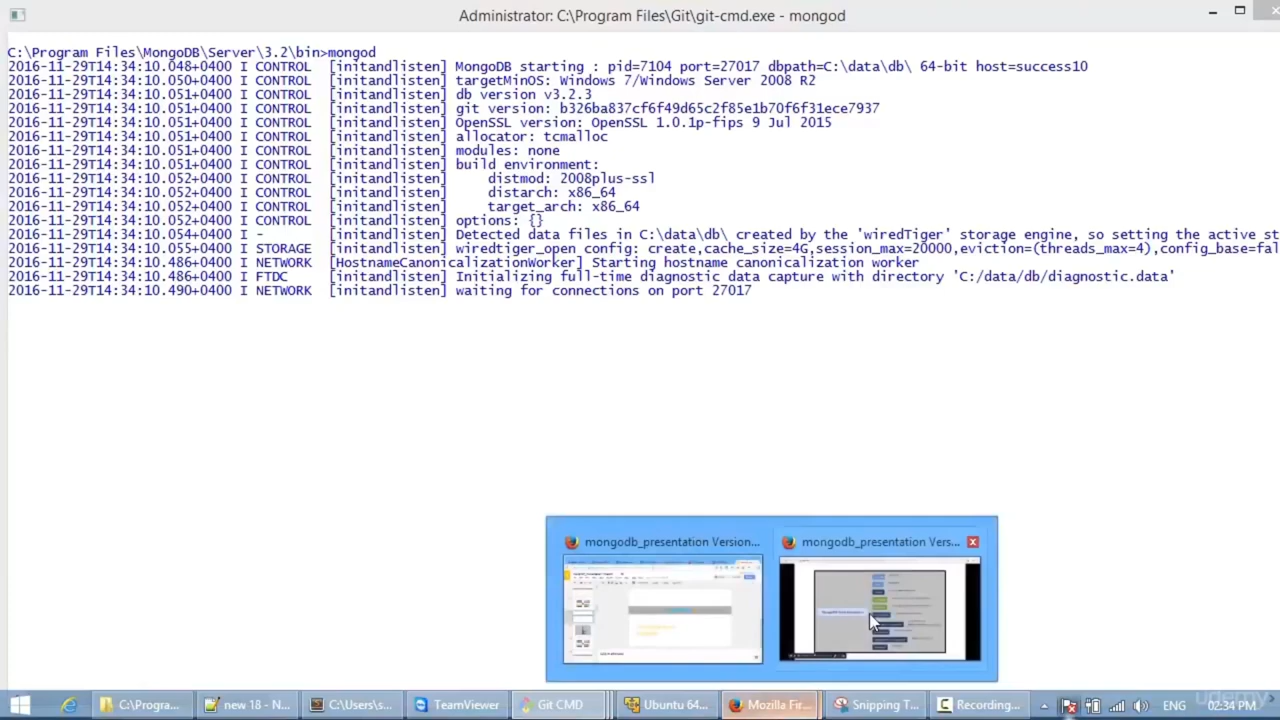 Administrator: C:\Program Files\Git\git-cmd.exe - mongod
C:\Program Files\MongoDB\Server\3.2\bin>mongod
2016-11-29T14:34:10.048+0400 I CONTROL  [initandlisten] MongoDB starting : pid=7104 port=27017 dbpath=C:\data\db\ 64-bit host=success10
2016-11-29T14:34:10.050+0400 I CONTROL  [initandlisten] targetMinOS: Windows 7/Windows Server 2008 R2
2016-11-29T14:34:10.051+0400 I CONTROL  [initandlisten] db version v3.2.3
2016-11-29T14:34:10.051+0400 I CONTROL  [initandlisten] git version: b326ba837cf6f49d65c2f85e1b70f6f31ece7937
2016-11-29T14:34:10.051+0400 I CONTROL  [initandlisten] OpenSSL version: OpenSSL 1.0.1p-fips 9 Jul 2015
2016-11-29T14:34:10.051+0400 I CONTROL  [initandlisten] allocator: tcmalloc
2016-11-29T14:34:10.051+0400 I CONTROL  [initandlisten] modules: none
2016-11-29T14:34:10.051+0400 I CONTROL  [initandlisten] build environment:
2016-11-29T14:34:10.052+0400 I CONTROL  [initandlisten]     distmod: 2008plus-ssl
2016-11-29T14:34:10.052+0400 I CONTROL  [initandlisten]     distarch: x86_64
2016-11-29T14:34:10.052+0400 I CONTROL  [initandlisten]     target_arch: x86_64
2016-11-29T14:34:10.052+0400 I CONTROL  [initandlisten] options: {}
2016-11-29T14:34:10.054+0400 I -        [initandlisten] Detected data files in C:\data\db\ created by the 'wiredTiger' storage engine, so setting the active st
2016-11-29T14:34:10.055+0400 I STORAGE  [initandlisten] wiredtiger_open config: create,cache_size=4G,session_max=20000,eviction=(threads_max=4),config_base=fal
2016-11-29T14:34:10.486+0400 I NETWORK  [HostnameCanonicalizationWorker] Starting hostname canonicalization worker
2016-11-29T14:34:10.486+0400 I FTDC     [initandlisten] Initializing full-time diagnostic data capture with directory 'C:/data/db/diagnostic.data'
2016-11-29T14:34:10.490+0400 I NETWORK  [initandlisten] waiting for connections on port 27017
mongodb_presentation Version... mongodb_presentation Vers...
C:\Progra... new 18 - N... C:\Users\s... TeamViewer Git CMD Ubuntu 64... Mozilla Fir... Snipping T... Recording... ENG 02:34 PM
udemy